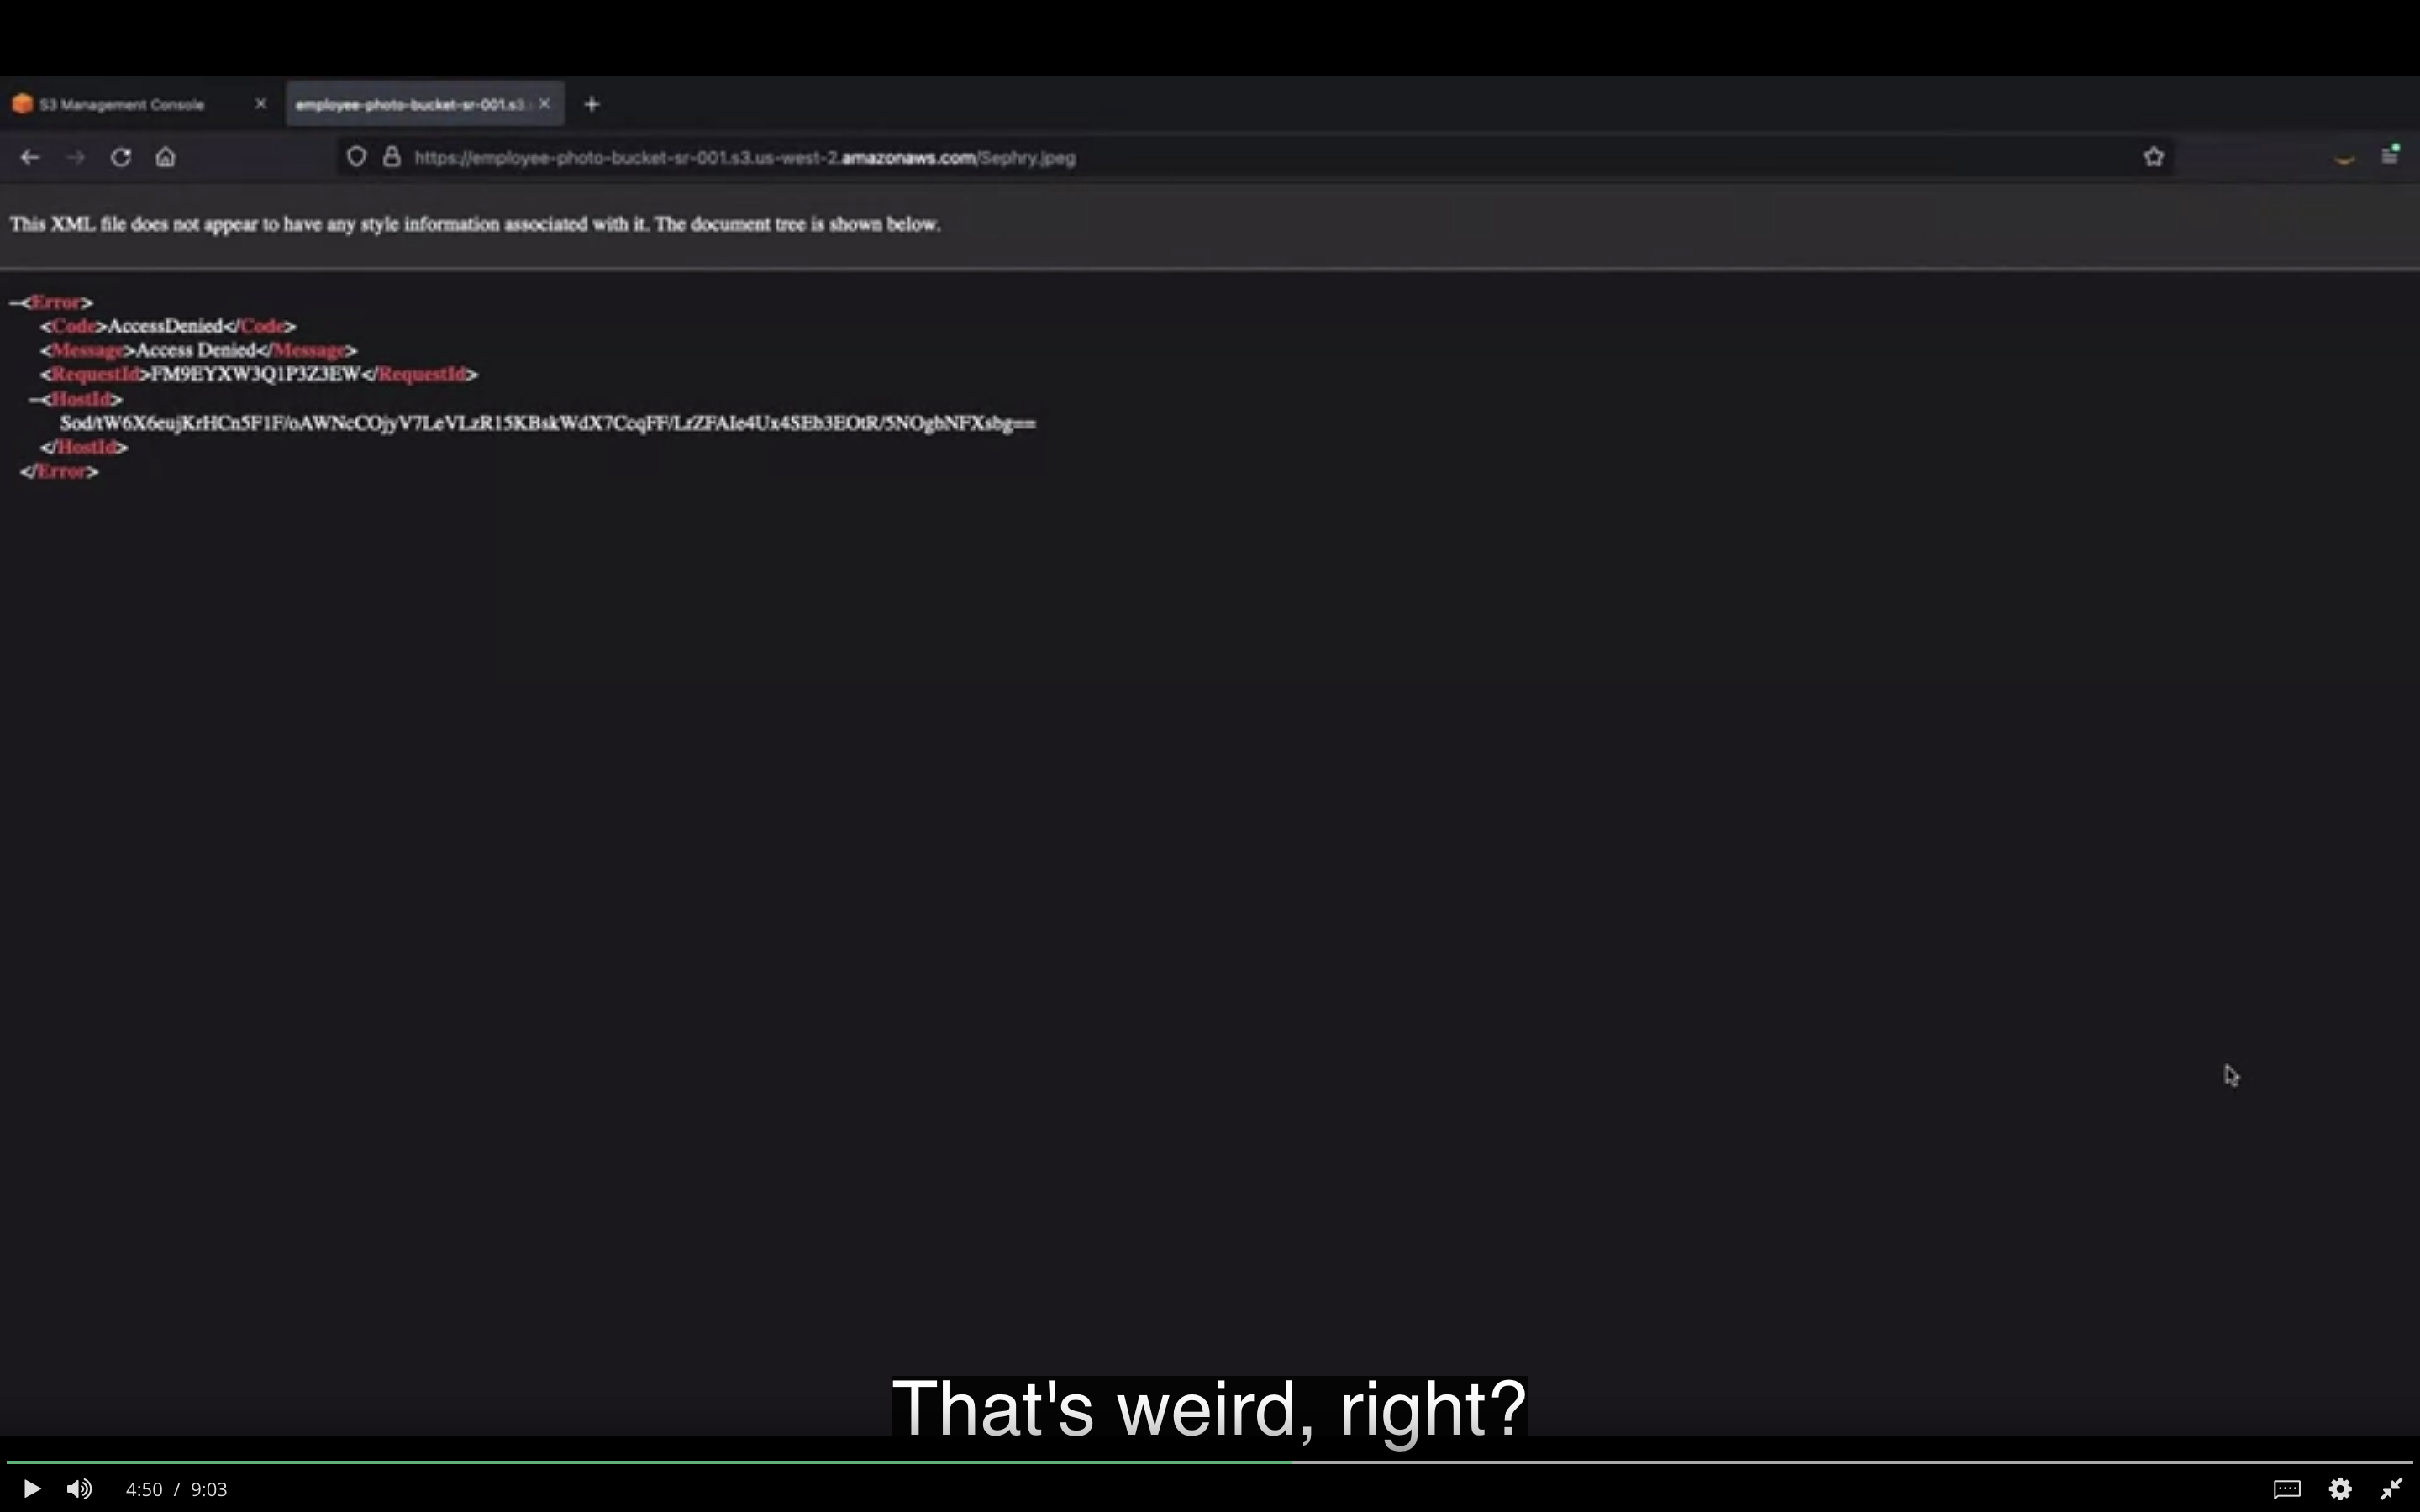 S3 Management Console
employee-photo-bucket-sr-001.s3
https://employee-photo-bucket-sr-001.s3.us-west-2.amazonaws.com/Sephry.jpeg
This XML file does not appear to have any style information associated with it. The document tree is shown below.
—<Error>
<Code>AccessDenied</Code>
<Message>Access Denied</Message>
<RequestId>FM9EYXW3Q1P3Z3EW</RequestId>
—<HostId>
Sod/tW6X6eujKrHCn5F1F/oAWNcCOjyV7LeVLzR15KBskWdX7CcqFF/LrZFAIe4Ux4SEb3EOtR/5NOgbNFXsbg==
</HostId>
</Error>
That's weird, right?
4:50 / 9:03